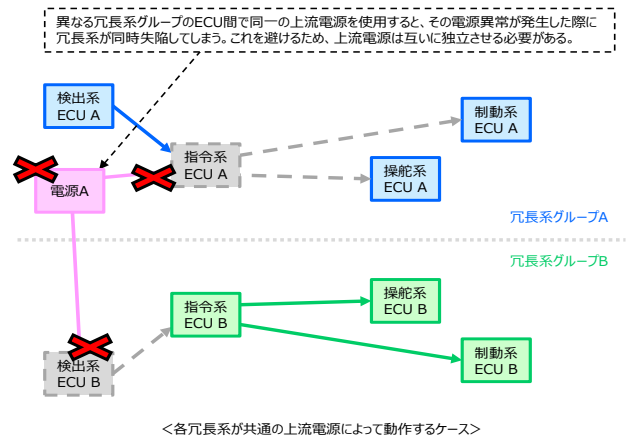 異なる冗長系グループのECU間で同一の上流電源を使用すると、その電源異常が発生した際に
冗長系が同時失陥してしまう。これを避けるため、上流電源は互いに独立させる必要がある。
検出系
ECU A
制動系
ECU A
指令系
ECU A
操舵系
ECU A
電源A
冗長系グループA
冗長系グループB
操舵系
ECU B
指令系
ECU B
制動系
ECU B
検出系
ECU B
＜各冗長系が共通の上流電源によって動作するケース＞